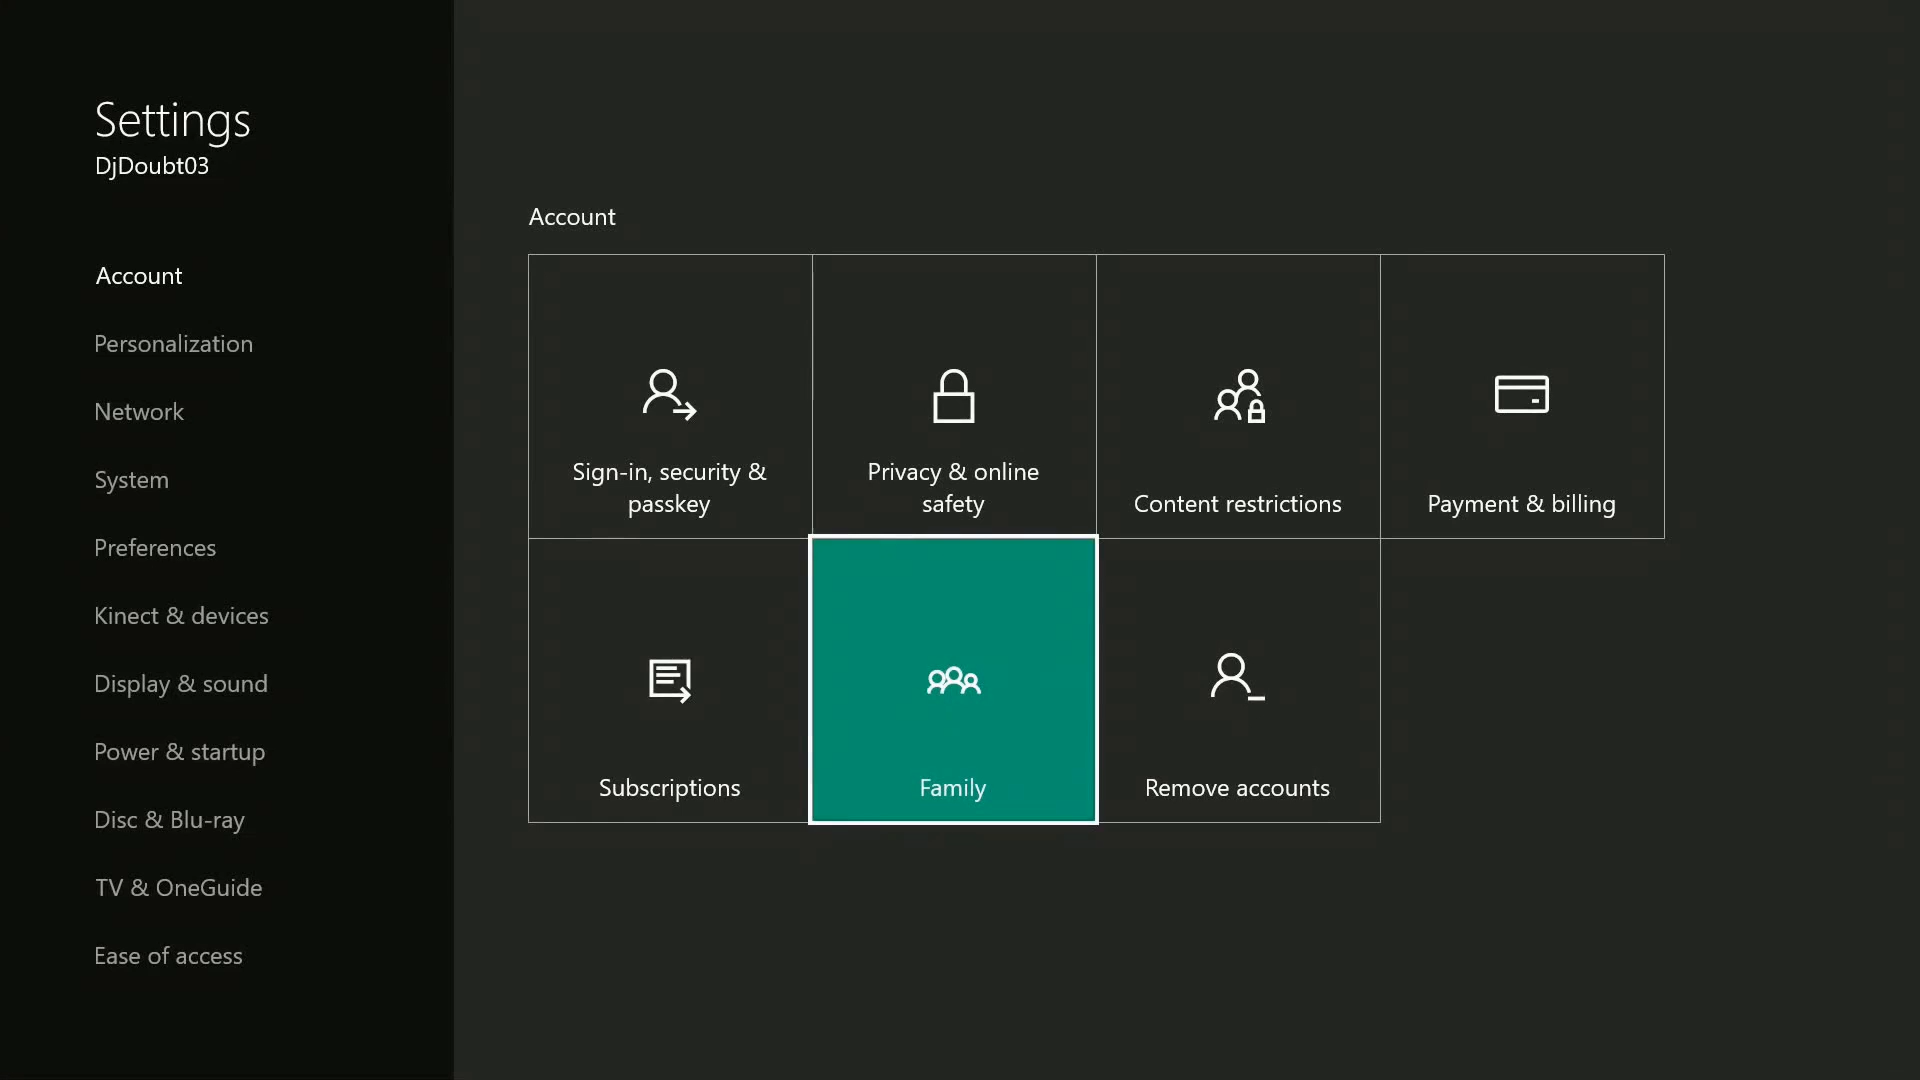 Settings
DjDoubt03
Account
Personalization
Network
System
Preferences
Kinect & devices
Display & sound
Power & startup
Disc & Blu-ray
TV & OneGuide
Ease of access
Account
Sign-in, security &
passkey
Privacy & online
safety
Content restrictions
Payment & billing
Subscriptions
Family
Remove accounts